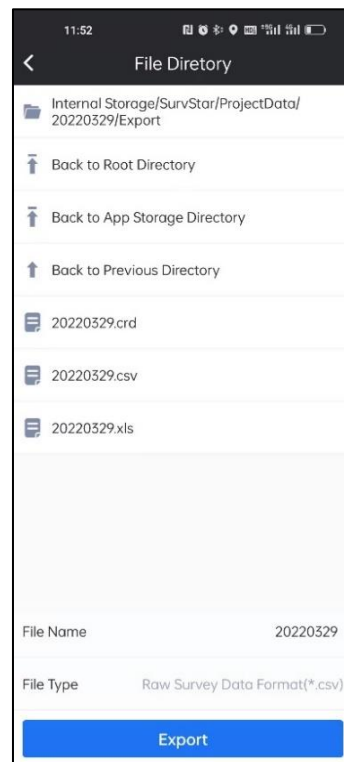 11:52
File Diretory
Internal Storage/SurvStar/ProjectData/
20220329/Export
Back to Root Directory
Back to App Storage Directory
Back to Previous Directory
20220329.crd
20220329.csv
20220329.xls
File Name 20220329
File Type Raw Survey Data Format(*.csv)
Export